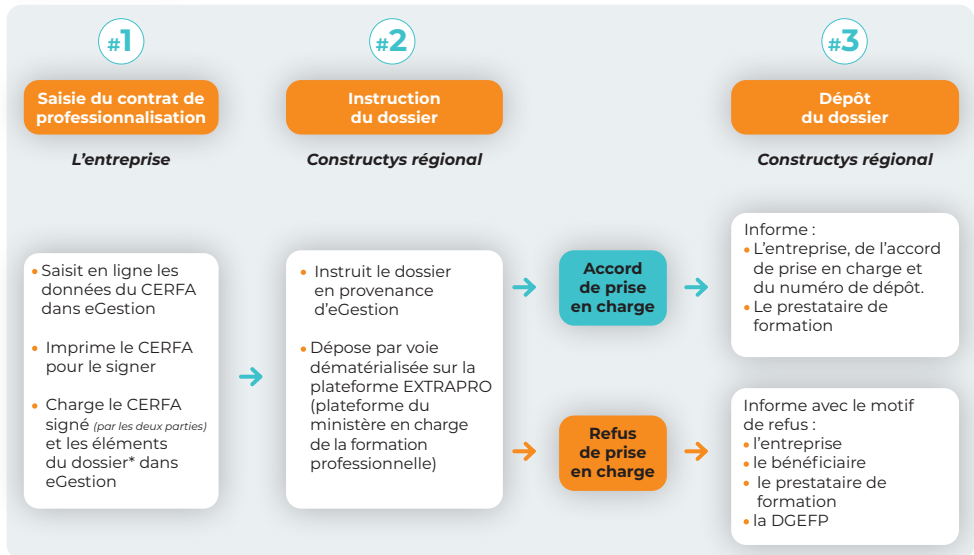 #1
Saisie du contrat de
professionnalisation
L'entreprise
• Saisit en ligne les
données du CERFA
dans eGestion
• Imprime le CERFA
pour le signer
• Charge le CERFA
signé (par les deux parties)
et les éléments
du dossier* dans
eGestion
#2
Instruction
du dossier
Constructys régional
• Instruit le dossier
en provenance
d'eGestion
• Dépose par voie
dématérialisée sur la
plateforme EXTRAPRO
(plateforme du
ministère en charge
de la formation
professionnelle)
Accord
de prise
en charge
Refus
de prise
en charge
#3
Dépôt
du dossier
Constructys régional
Informe :
• L'entreprise, de l'accord
de prise en charge et
du numéro de dépôt.
• Le prestataire de
formation
Informe avec le motif
de refus :
• l'entreprise
• le bénéficiaire
• le prestataire de
formation
• la DGEFP